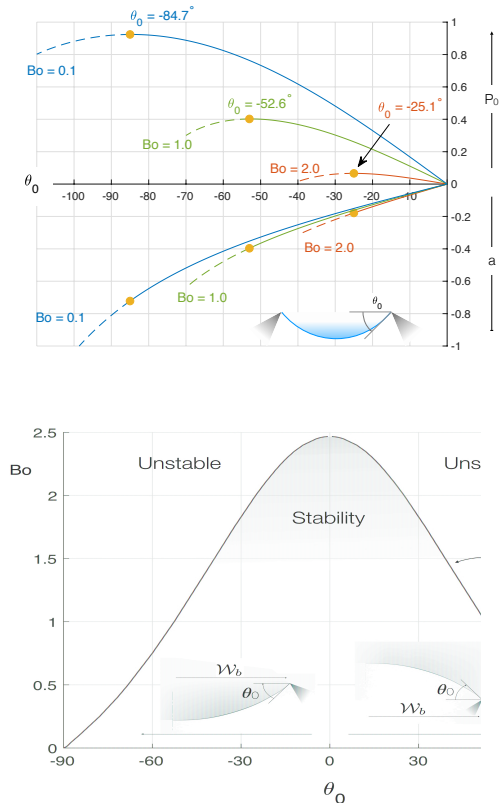 θ₀ = -84.7°
1
0.8
Bo = 0.1
0.6
P₀
θ₀ = -52.6°
θ₀ = -25.1°
0.4
Bo = 1.0
0.2
Bo = 2.0
θ₀
0
-100 -90 -80 -70 -60 -50 -40 -30 -20 -10
-0.2
Bo = 2.0
-0.4
a
-0.6
Bo = 1.0
θ₀
Bo = 0.1
-0.8
-1
2.5
Bo
Unstable
Uns
2
Stability
1.5
1
𝒲b
θ₀
0.5
θ₀
𝒲b
0
-90 -60 -30 0 30
θ₀